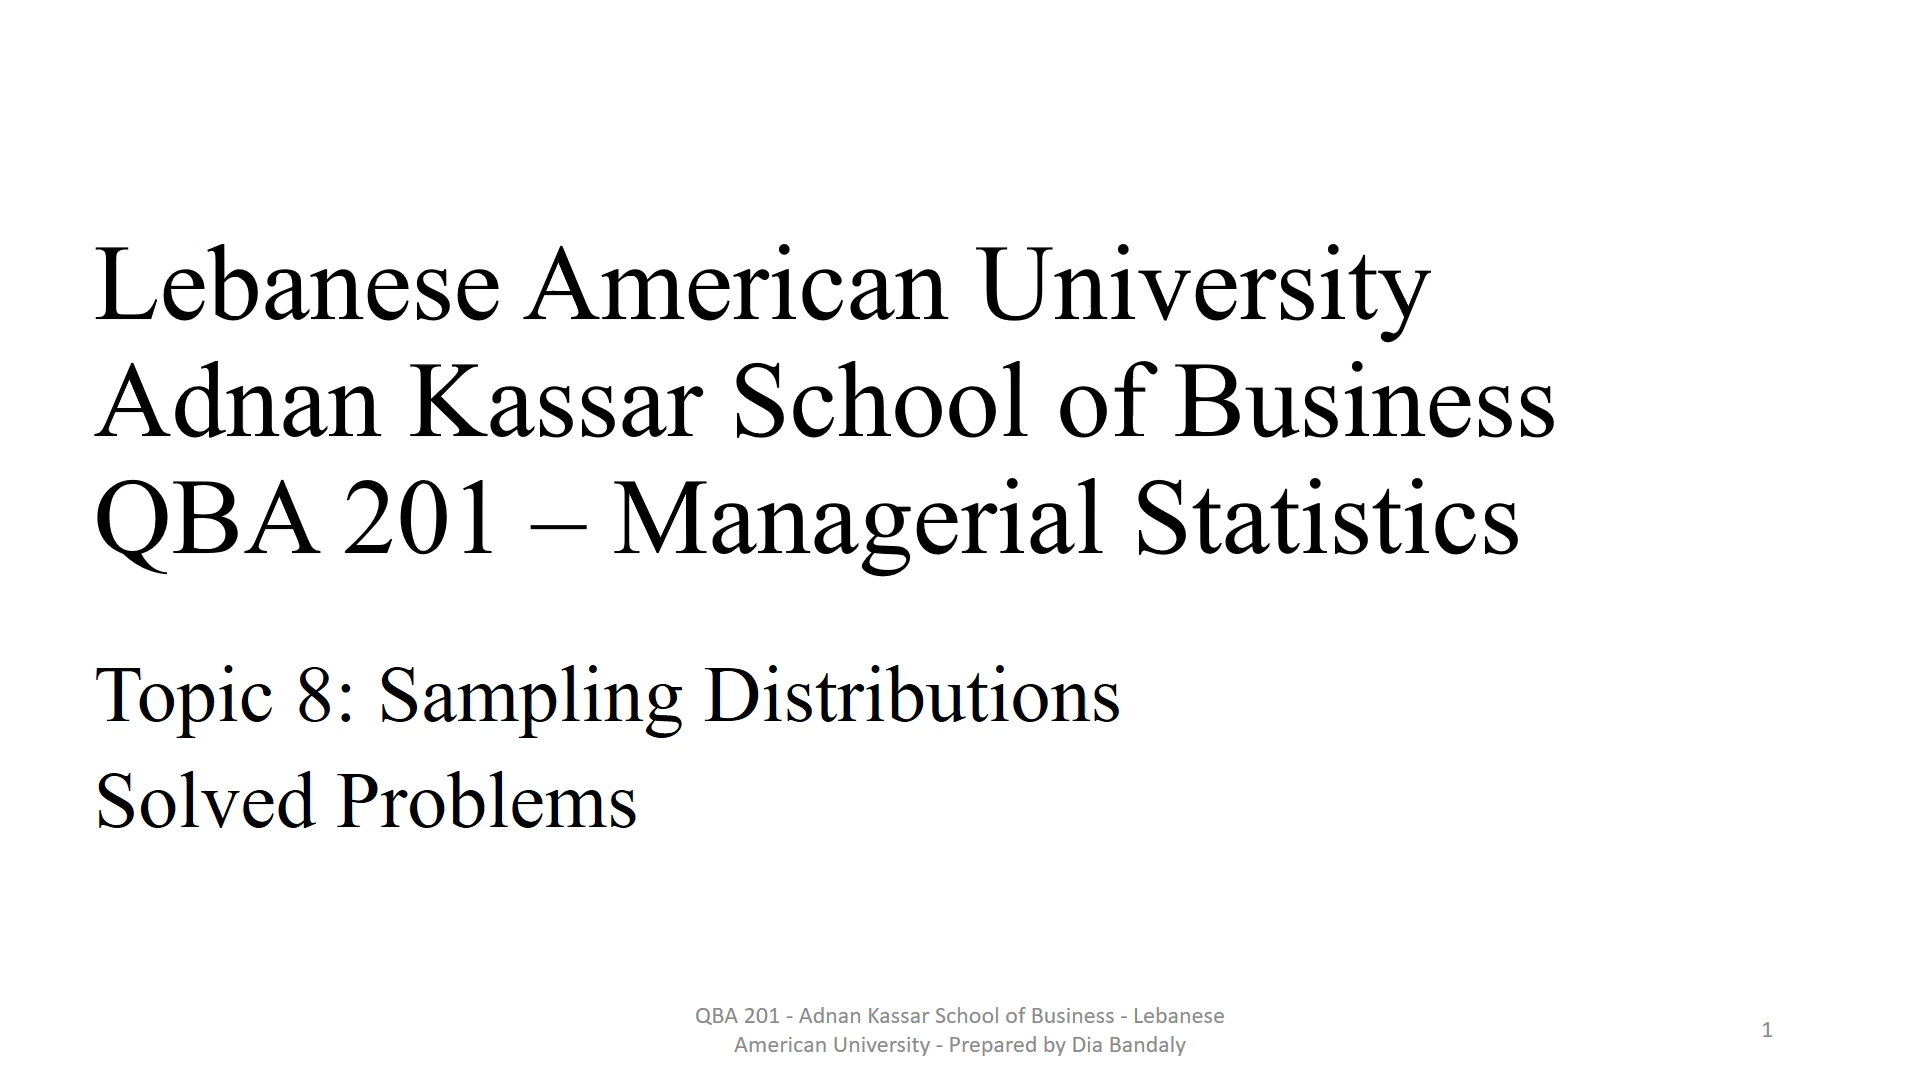 Lebanese American University
Adnan Kassar School of Business
QBA 201 – Managerial Statistics
Topic 8: Sampling Distributions
Solved Problems
QBA 201 - Adnan Kassar School of Business - Lebanese
American University - Prepared by Dia Bandaly
1